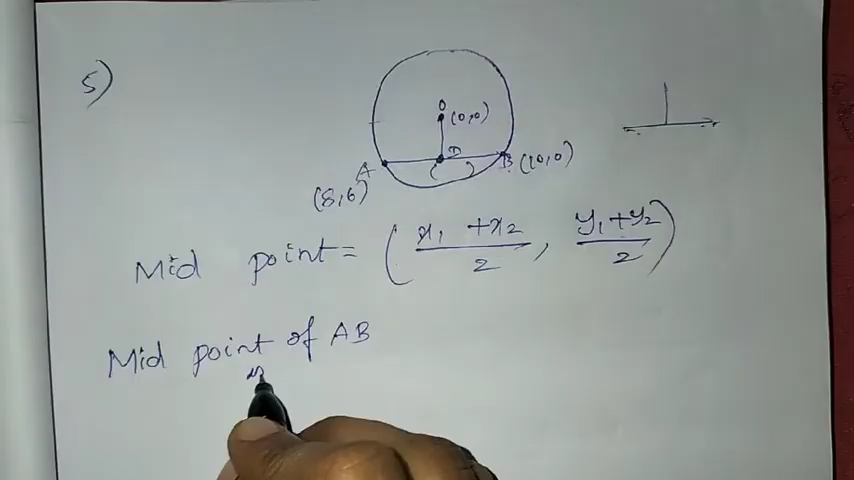 5)
O
(0,0)
A
D
B
(10,0)
( )
(8,6)
Mid point = ( x₁ + x₂ / 2 , y₁ + y₂ / 2 )
Mid point of AB